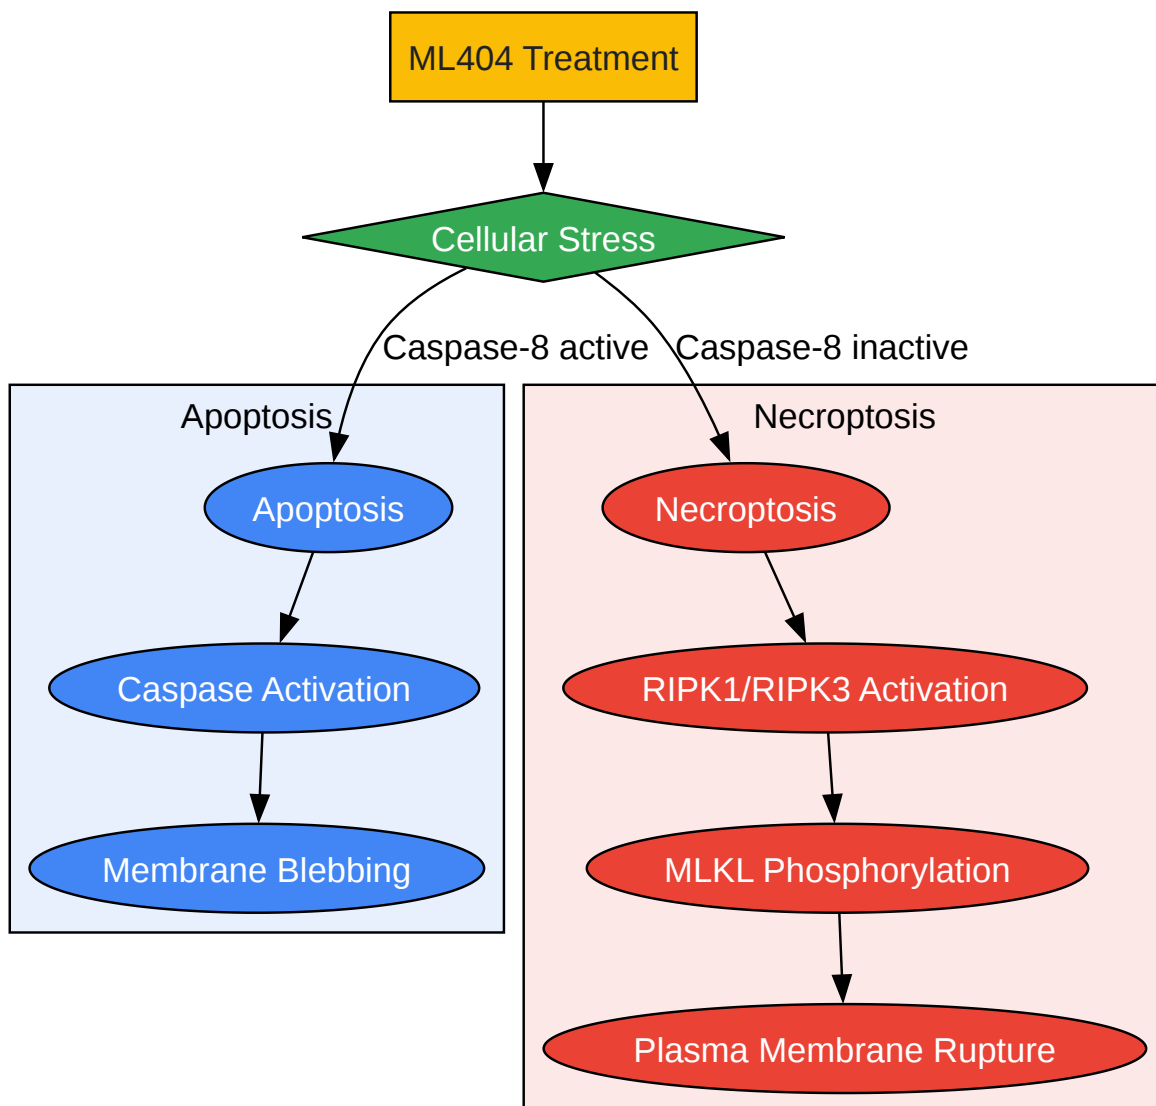 ML404 Treatment
Cellular Stress
Caspase-8 active
Caspase-8 inactive
Apoptosis
Apoptosis
Caspase Activation
Membrane Blebbing
Necroptosis
Necroptosis
RIPK1/RIPK3 Activation
MLKL Phosphorylation
Plasma Membrane Rupture